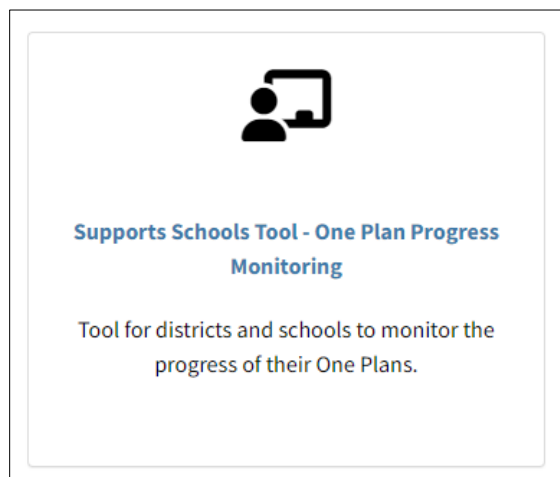 Supports Schools Tool - One Plan Progress
Monitoring
Tool for districts and schools to monitor the
progress of their One Plans.